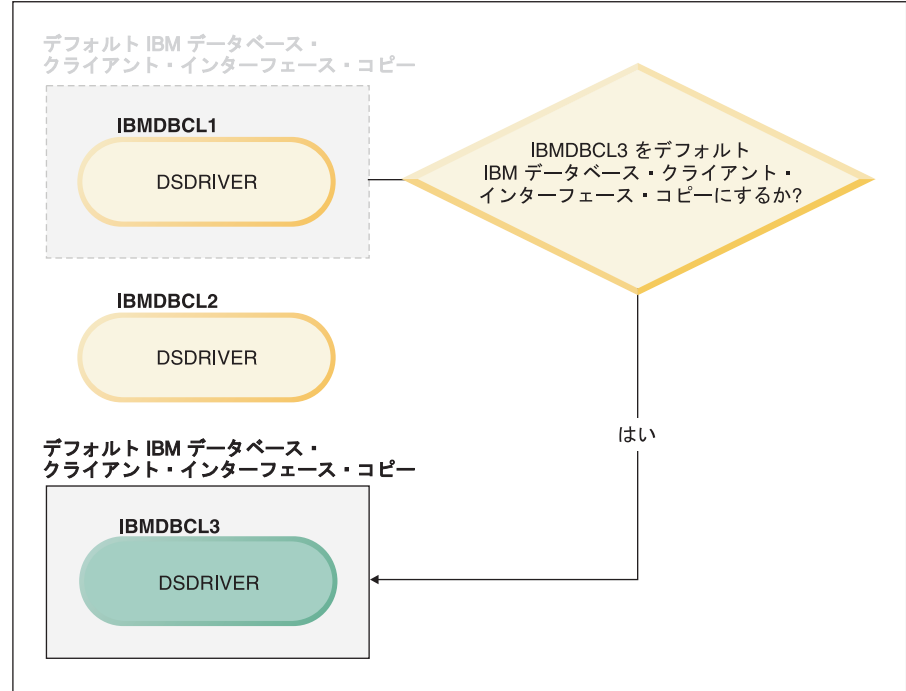 デフォルト IBM データベース・
クライアント・インターフェース・コピー
IBMDBCL1
DSDRIVER
IBMDBCL3 をデフォルト
IBM データベース・クライアント・
インターフェース・コピーにするか?
IBMDBCL2
DSDRIVER
はい
デフォルト IBM データベース・
クライアント・インターフェース・コピー
IBMDBCL3
DSDRIVER